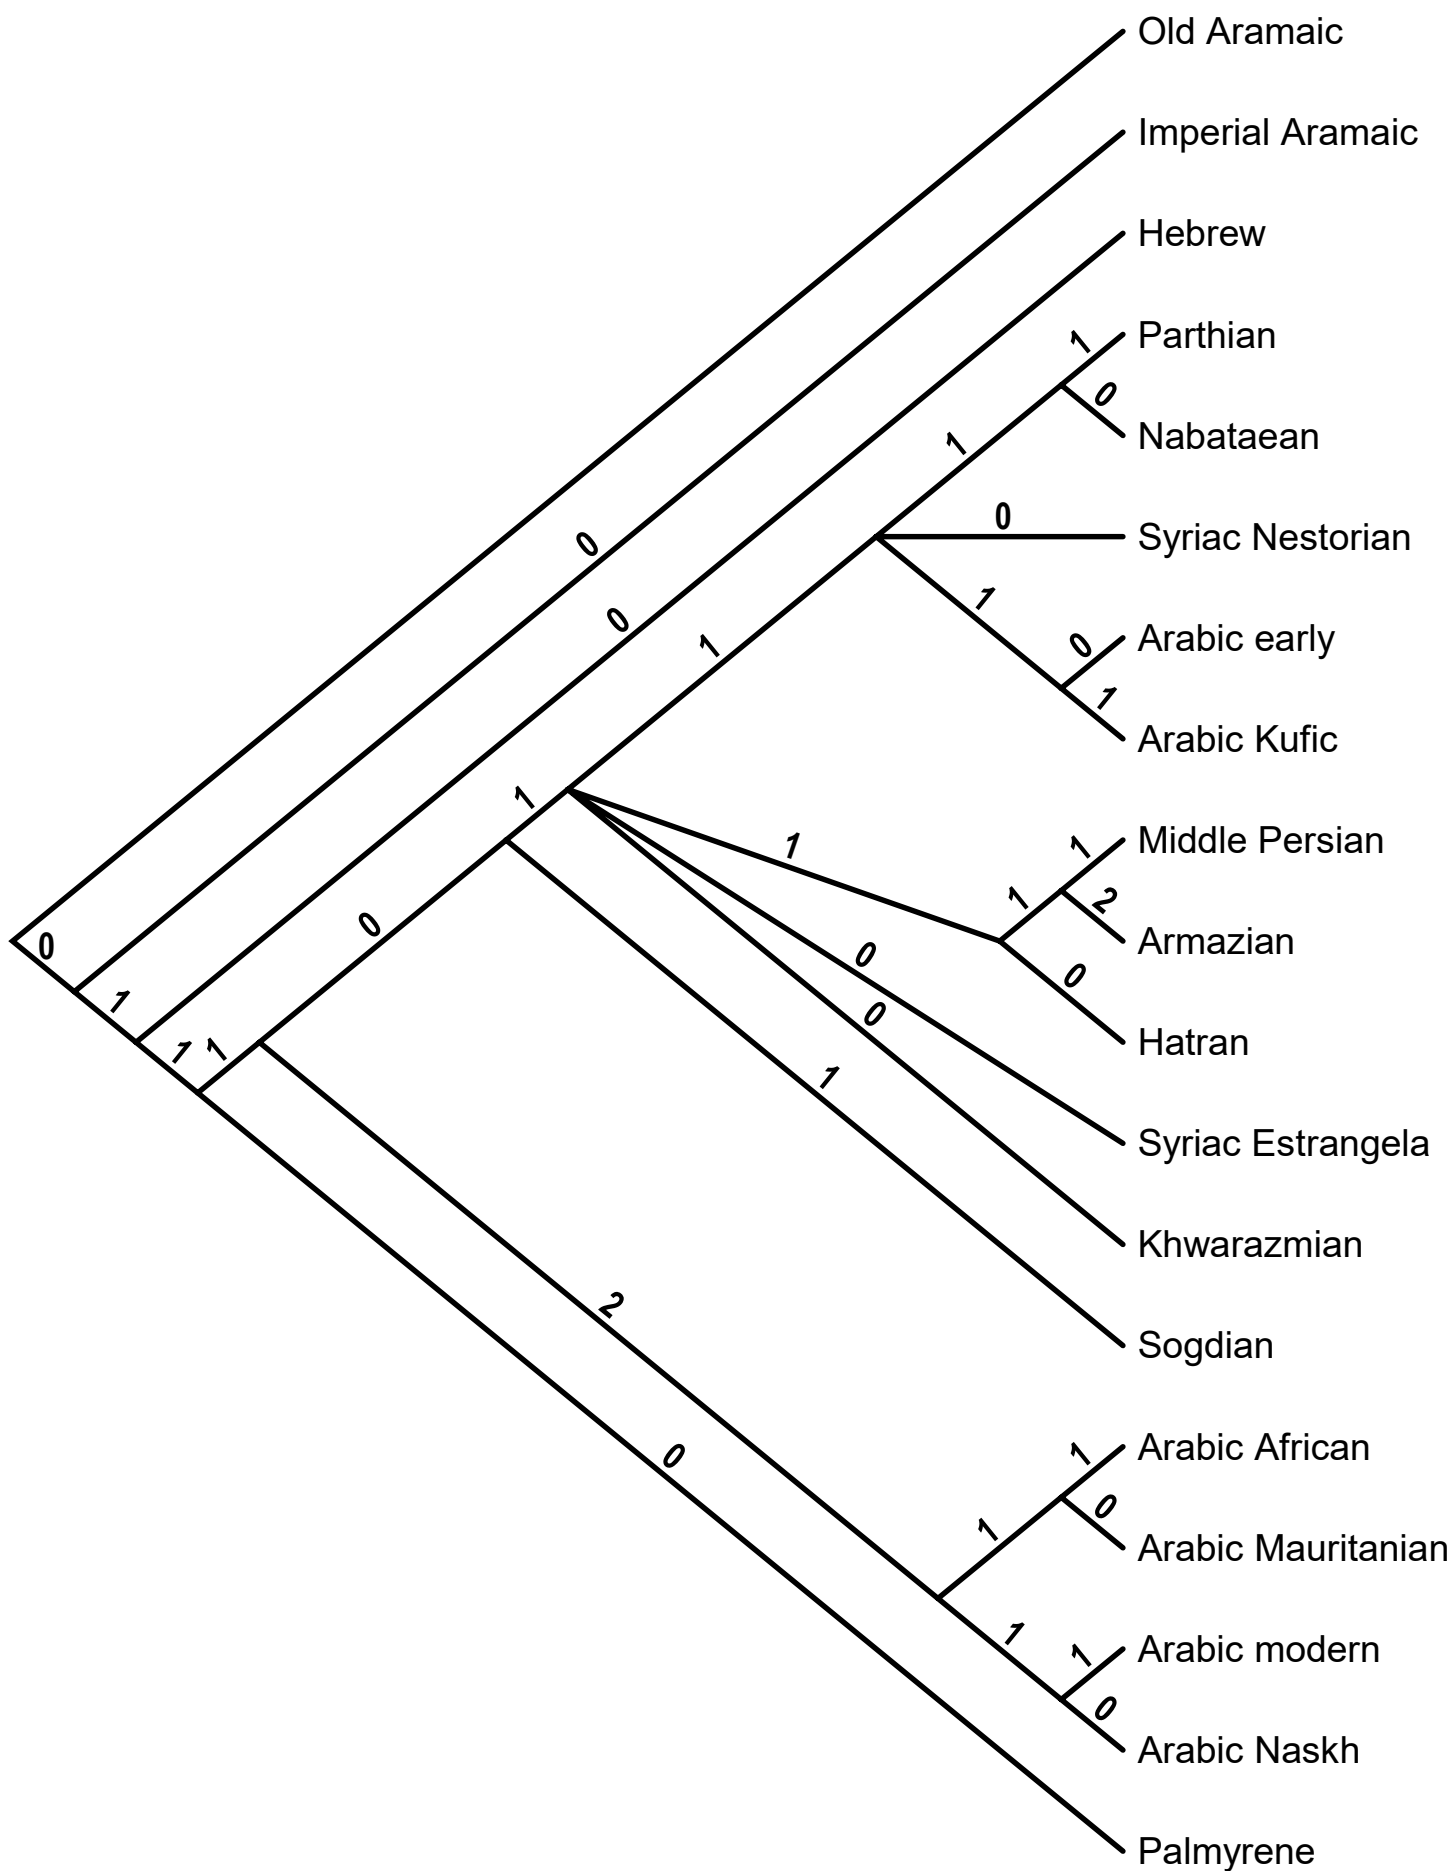 Old Aramaic
Imperial Aramaic
Hebrew
1 Parthian
0
1 Nabataean
0 Syriac Nestorian
0
1
0
0 Arabic early
1
1 Arabic Kufic
1
1 Middle Persian
1
1
2
0 Armazian
0
0
0
0 Hatran
1
1 1
1
Syriac Estrangela
Khwarazmian
2
Sogdian
1 Arabic African
0
0
1 Arabic Mauritanian
1
1 Arabic modern
0
Arabic Naskh
Palmyrene